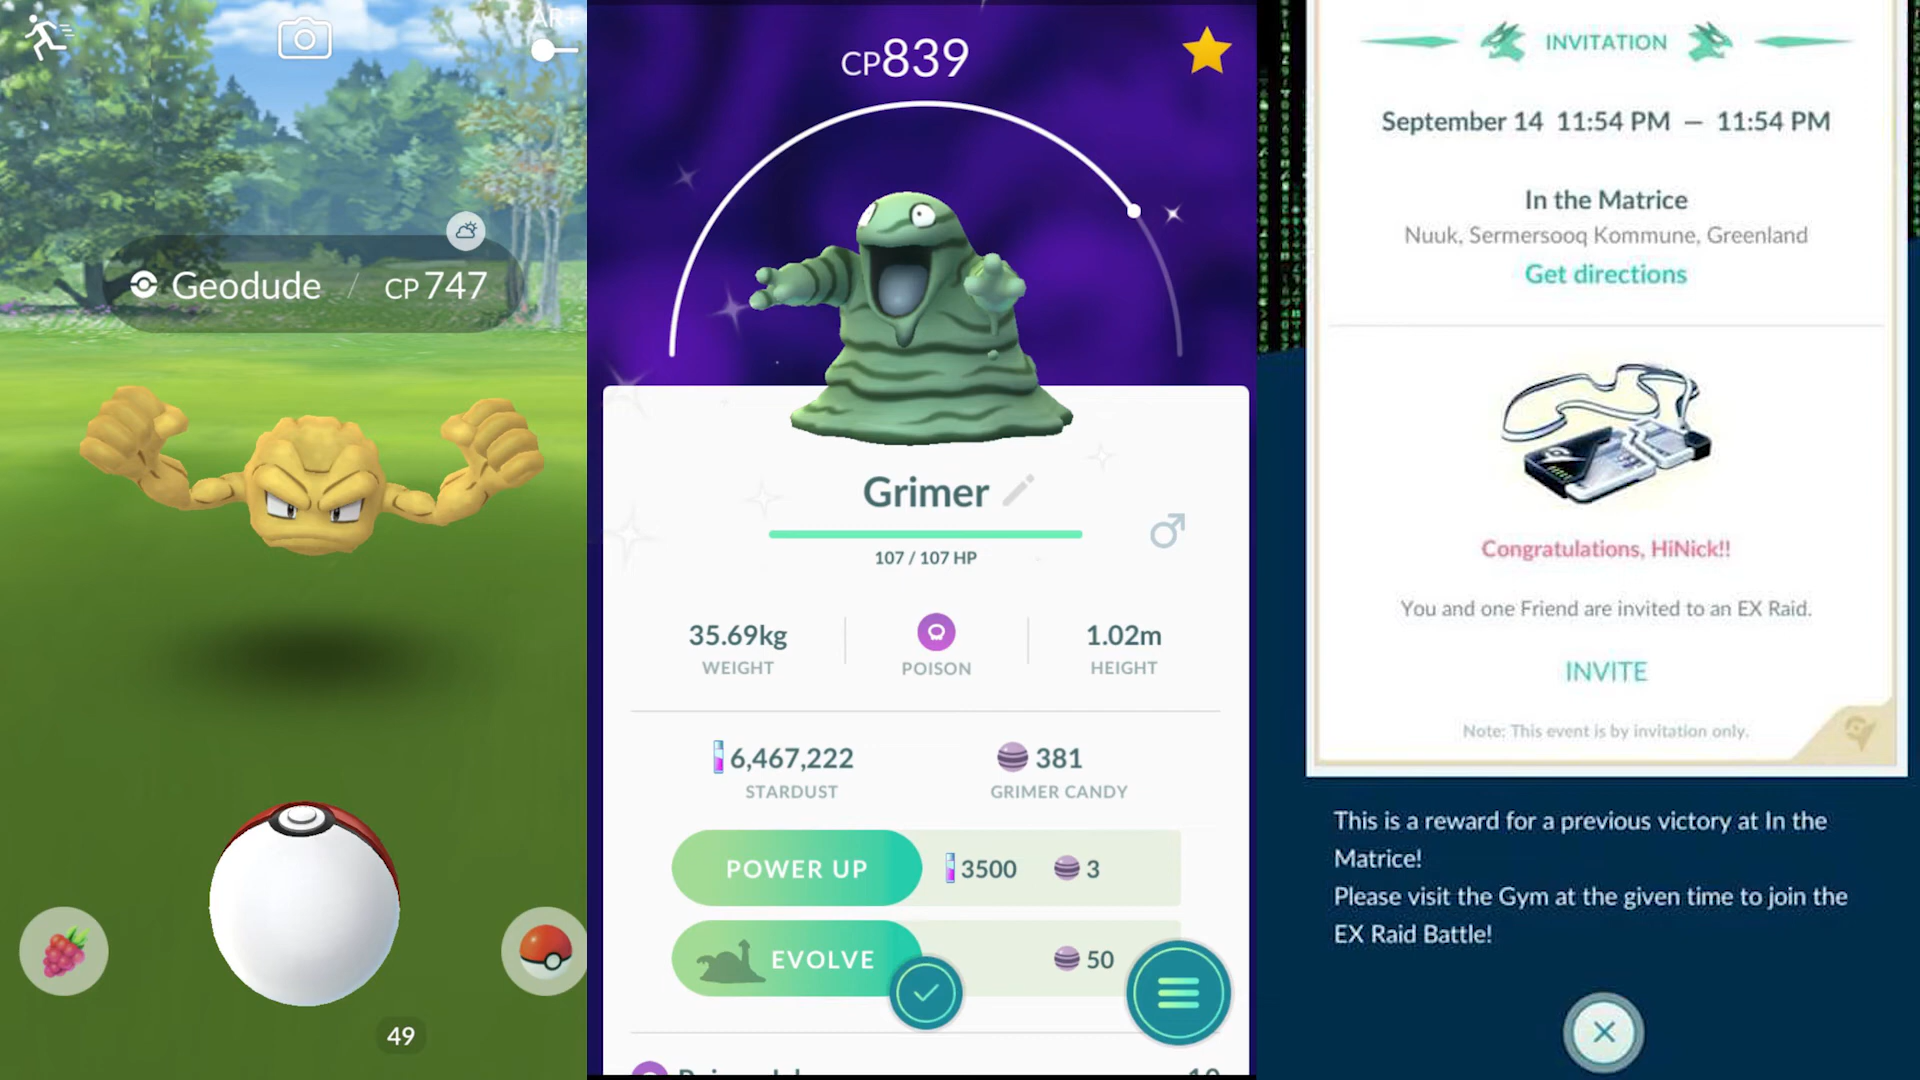 AR+
Geodude / CP747
49
CP839
Grimer
107 / 107 HP
35.69kg
WEIGHT
POISON
1.02m
HEIGHT
6,467,222
STARDUST
381
GRIMER CANDY
POWER UP
3500
3
EVOLVE
50
INVITATION
September 14 11:54 PM — 11:54 PM
In the Matrice
Nuuk, Sermersooq Kommune, Greenland
Get directions
Congratulations, HiNick!!
You and one Friend are invited to an EX Raid.
INVITE
Note: This event is by invitation only.
This is a reward for a previous victory at In the
Matrice!
Please visit the Gym at the given time to join the
EX Raid Battle!